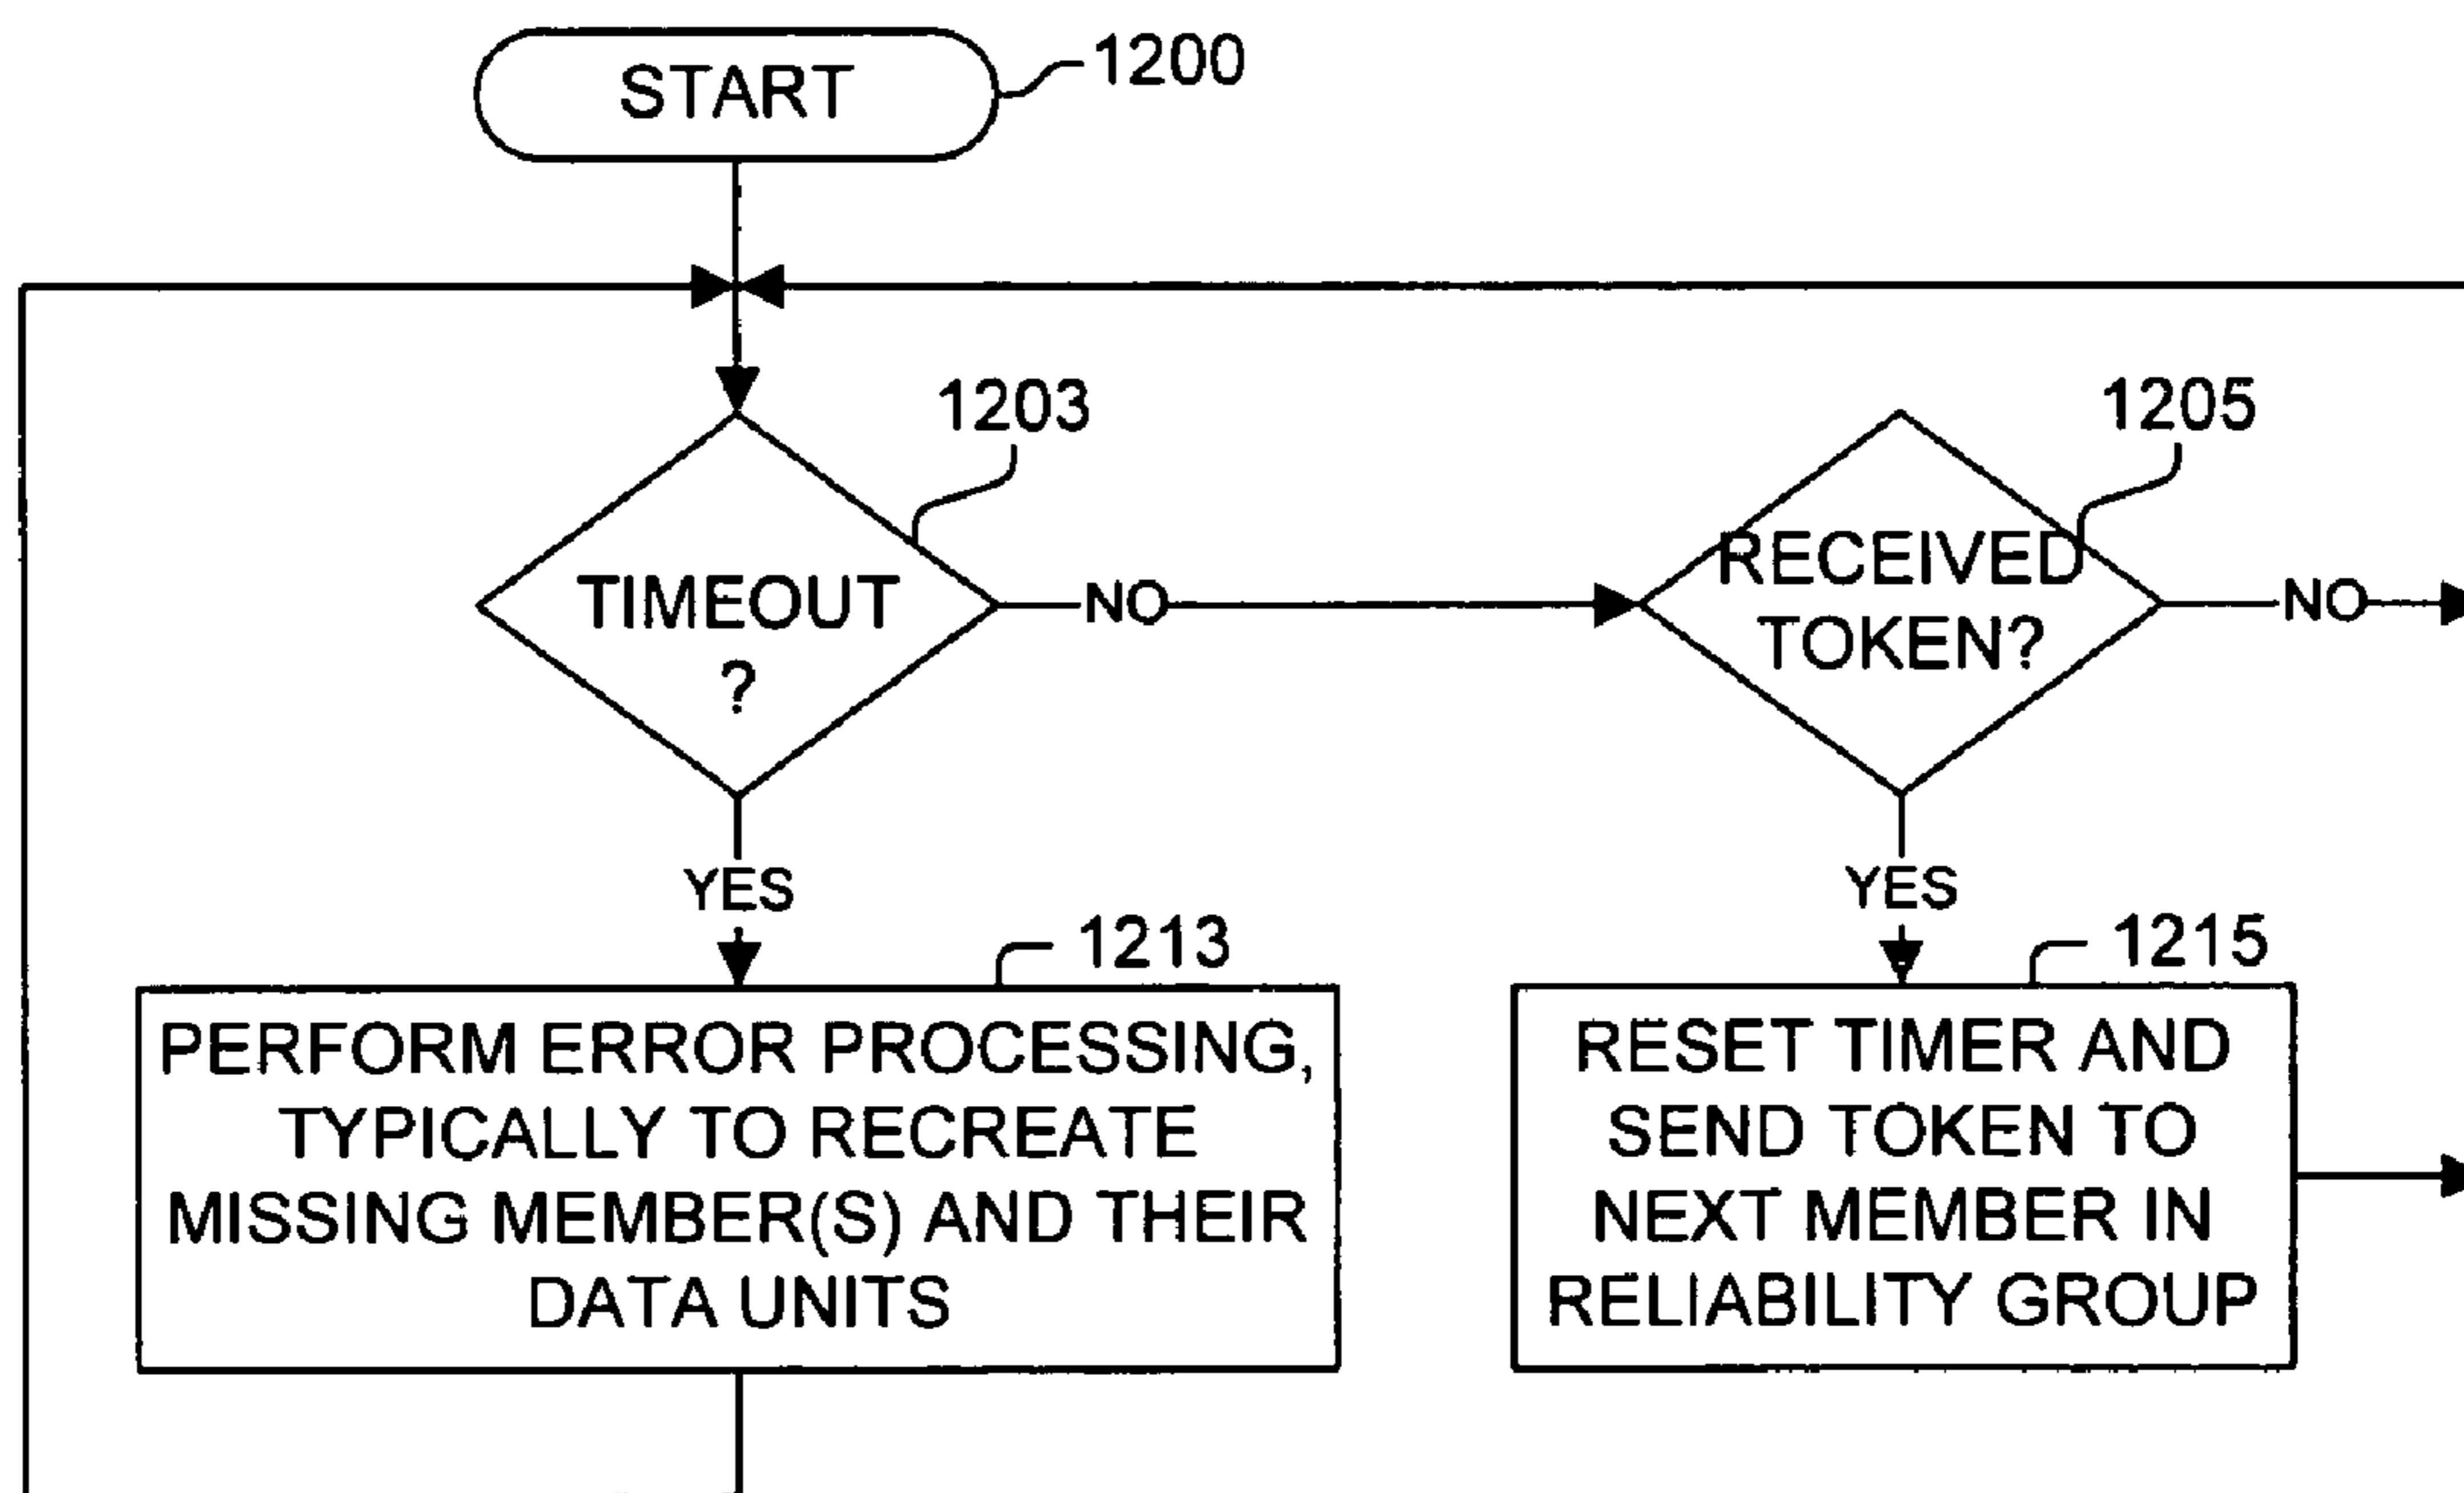 START
1200
1203
TIMEOUT
?
NO
1205
RECEIVED
TOKEN?
NO
YES
YES
1213
PERFORM ERROR PROCESSING,
TYPICALLY TO RECREATE
MISSING MEMBER(S) AND THEIR
DATA UNITS
1215
RESET TIMER AND
SEND TOKEN TO
NEXT MEMBER IN
RELIABILITY GROUP